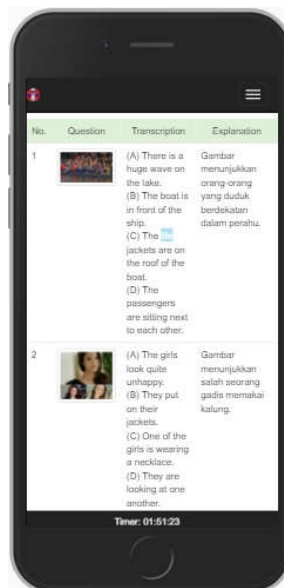 No. Question Transcription Explanation
1
(A) There is a
huge wave on
the lake.
(B) The boat is
in front of the
ship.
(C) The
jackets are on
the roof of the
boat.
(D) The
passengers
are sitting next
to each other.
Gambar
menunjukkan
orang-orang
yang duduk
berdekatan
dalam perahu.
2
(A) The girls
look quite
unhappy.
(B) They put
on their
jackets.
(C) One of the
girls is wearing
a necklace.
(D) They are
looking at one
another.
Gambar
menunjukkan
salah seorang
gadis memakai
kalung.
Timer: 01:51:23